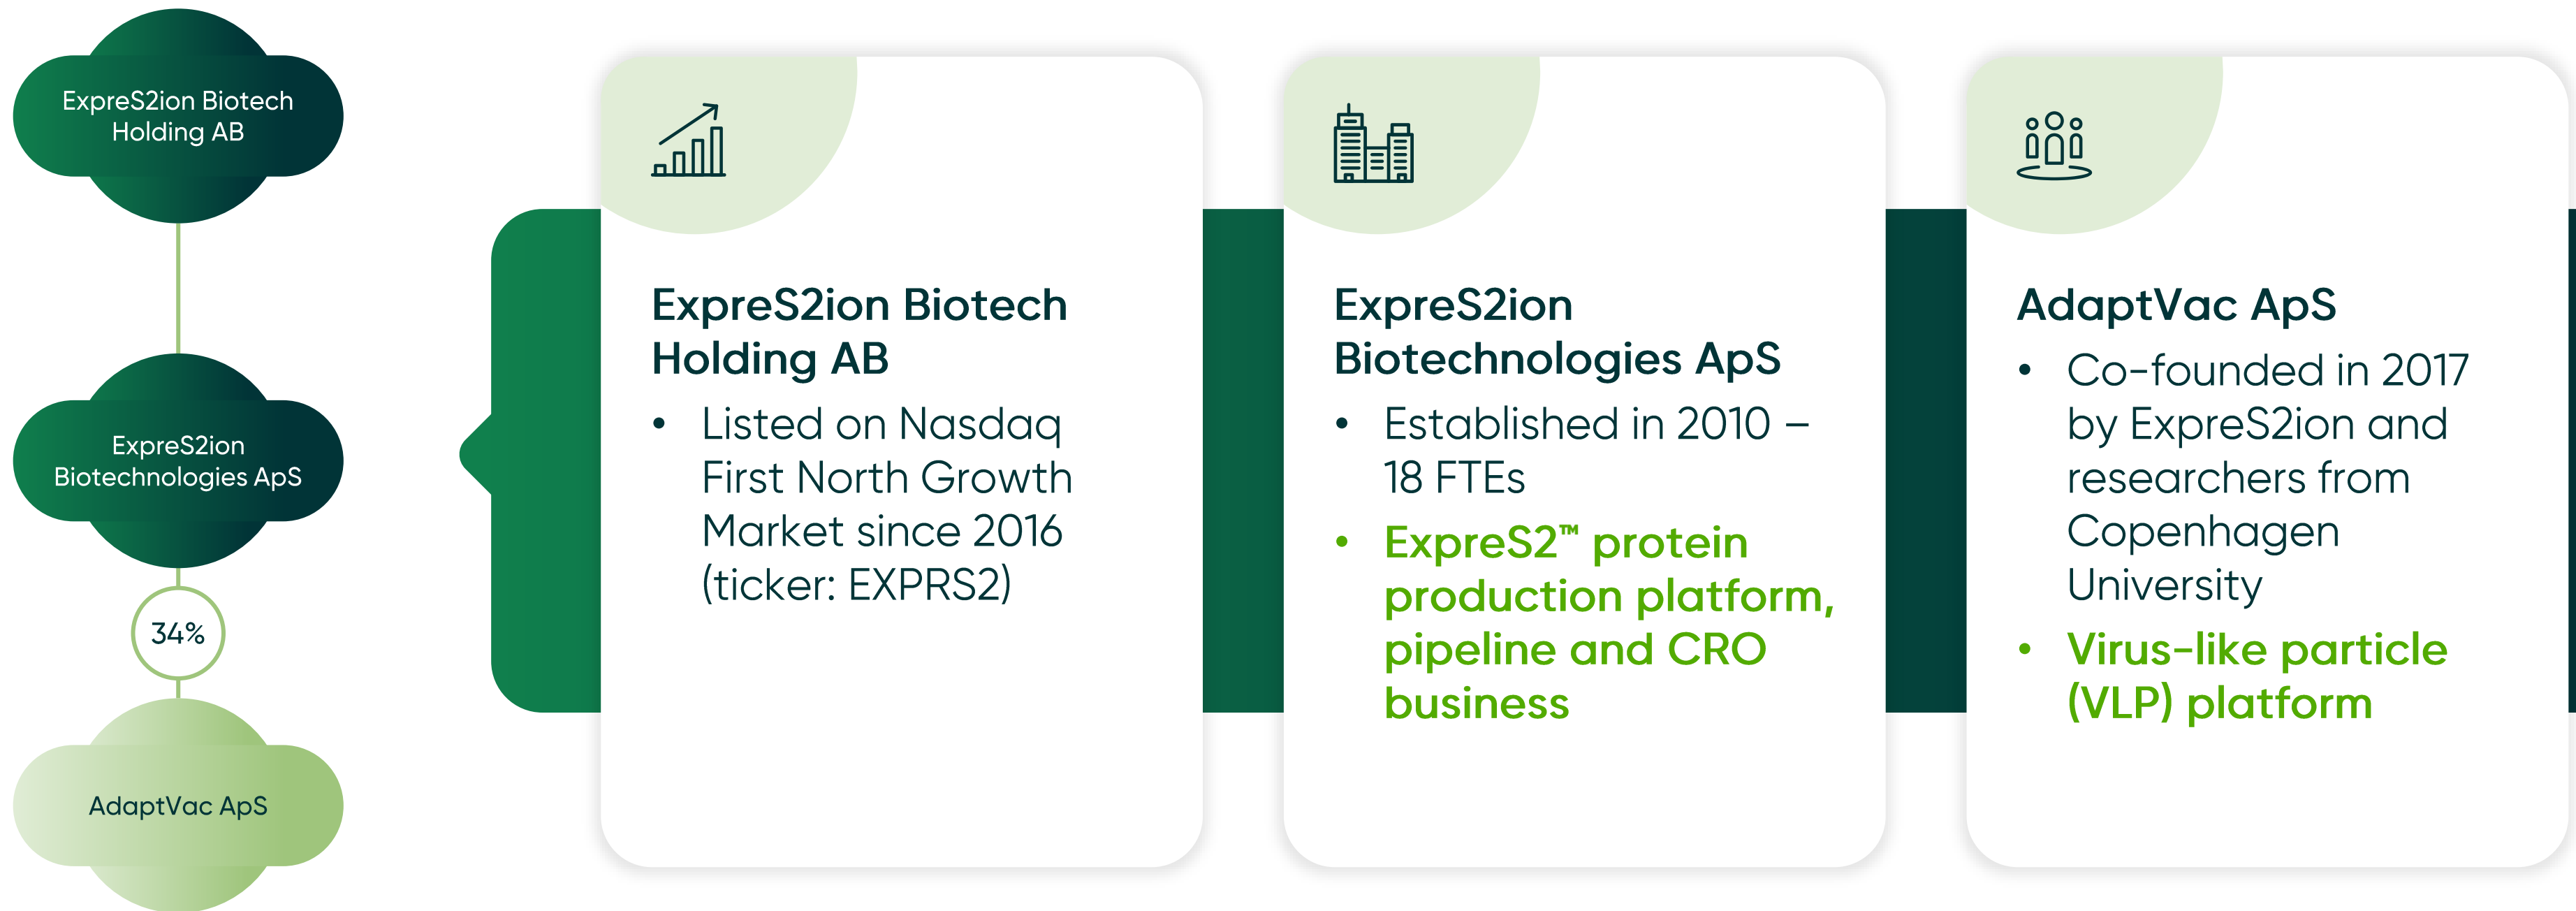 ExpreS2ion Biotech
Holding AB
ExpreS2ion
Biotechnologies ApS
34%
AdaptVac ApS
ExpreS2ion Biotech
Holding AB
• Listed on Nasdaq
First North Growth
Market since 2016
(ticker: EXPRS2)
ExpreS2ion
Biotechnologies ApS
• Established in 2010 –
18 FTEs
• ExpreS2™ protein
production platform,
pipeline and CRO
business
AdaptVac ApS
• Co-founded in 2017
by ExpreS2ion and
researchers from
Copenhagen
University
• Virus-like particle
(VLP) platform